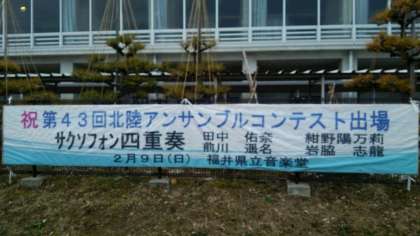 祝 第43回北陸アンサンブルコンテスト出場
サクソフォン四重奏
田中 佑奈 紺野陽万莉
前川 遥名 岩脇 志龍
2月9日(日) 福井県立音楽堂